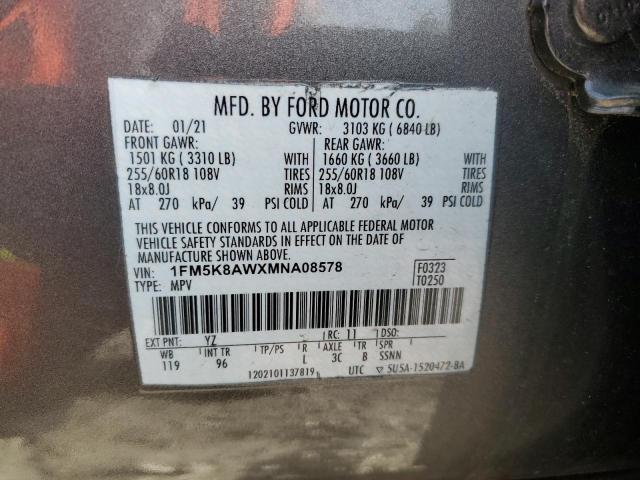 MFD. BY FORD MOTOR CO.
DATE: 01/21 GVWR: 3103 KG ( 6840 LB)
FRONT GAWR: REAR GAWR:
1501 KG ( 3310 LB) WITH 1660 KG ( 3660 LB) WITH
255/60R18 108V TIRES 255/60R18 108V TIRES
18x8.0J RIMS 18x8.0J RIMS
AT 270 kPa/ 39 PSI COLD AT 270 kPa/ 39 PSI COLD
THIS VEHICLE CONFORMS TO ALL APPLICABLE FEDERAL MOTOR
VEHICLE SAFETY STANDARDS IN EFFECT ON THE DATE OF
MANUFACTURE SHOWN ABOVE.
VIN: 1FM5K8AWXMNA08578 F0323
TYPE: MPV T0250
EXT PNT: YZ RC: 11 DSO:
WB INT TR TP/PS R AXLE TR SPR
119 96 L 3C B SSNN
1202101137819 UTC 5U5A-1520472-BA